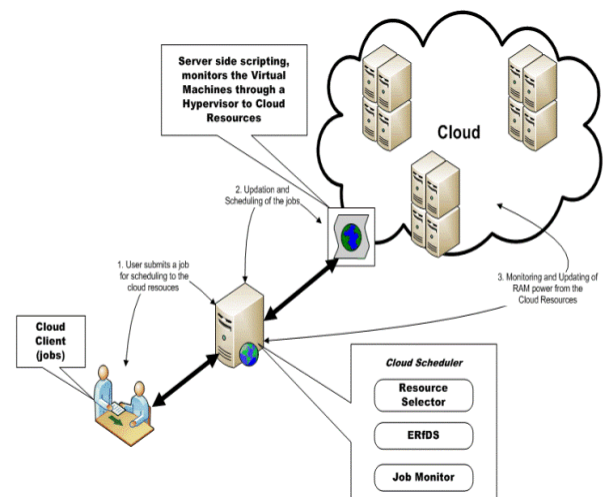 Server side scripting,
monitors the Virtual
Machines through a
Hypervisor to Cloud
Resources
Cloud
2. Updation and
Scheduling of the jobs
1. User submits a job
for scheduling to the
cloud resouces
3. Monitoring and Updating of
RAM power from the
Cloud Resources
Cloud
Client
(jobs)
Cloud Scheduler
Resource
Selector
ERfDS
Job Monitor